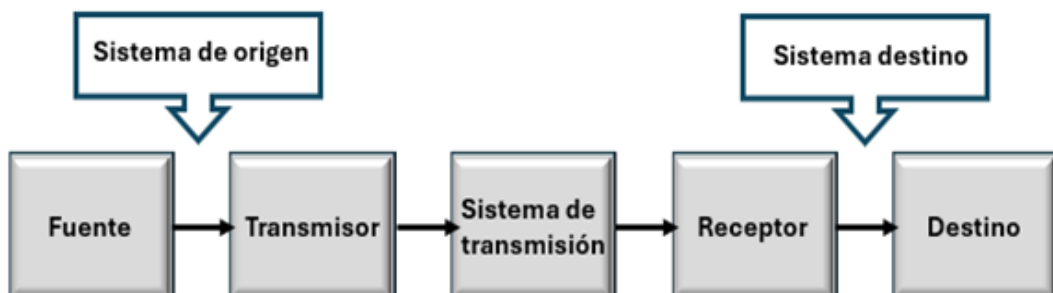 Sistema de origen
Sistema destino
Fuente
Transmisor
Sistema de
transmisión
Receptor
Destino